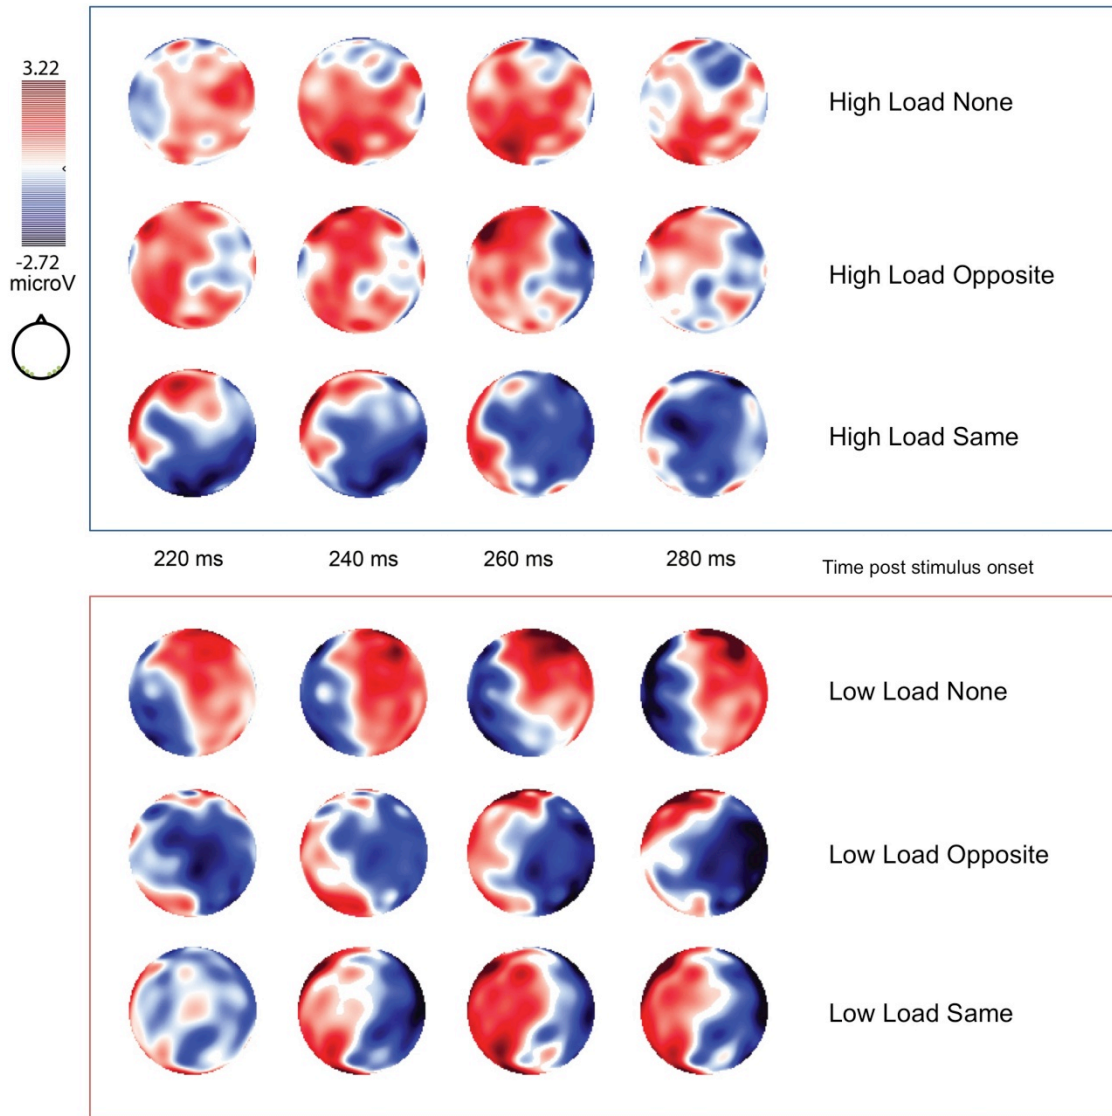 3.22
-2.72
microV
High Load None
High Load Opposite
High Load Same
220 ms
240 ms
260 ms
280 ms
Time post stimulus onset
Low Load None
Low Load Opposite
Low Load Same